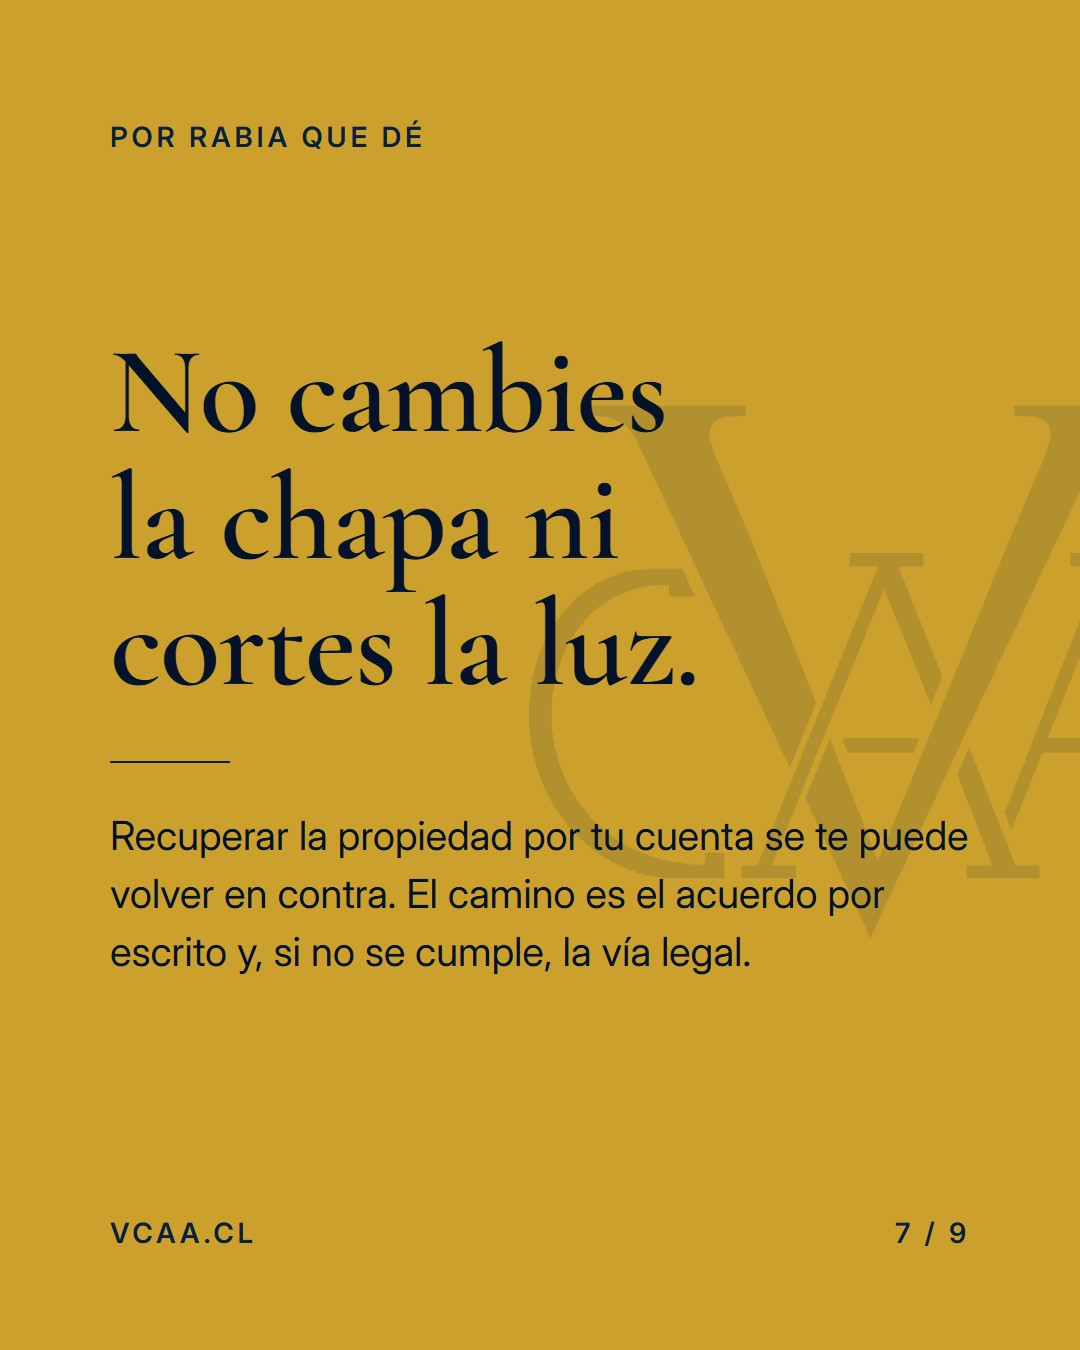 POR RABIA QUE DÉ
No cambies
la chapa ni
cortes la luz.
Recuperar la propiedad por tu cuenta se te puede
volver en contra. El camino es el acuerdo por
escrito y, si no se cumple, la vía legal.
VCAA.CL
7 / 9